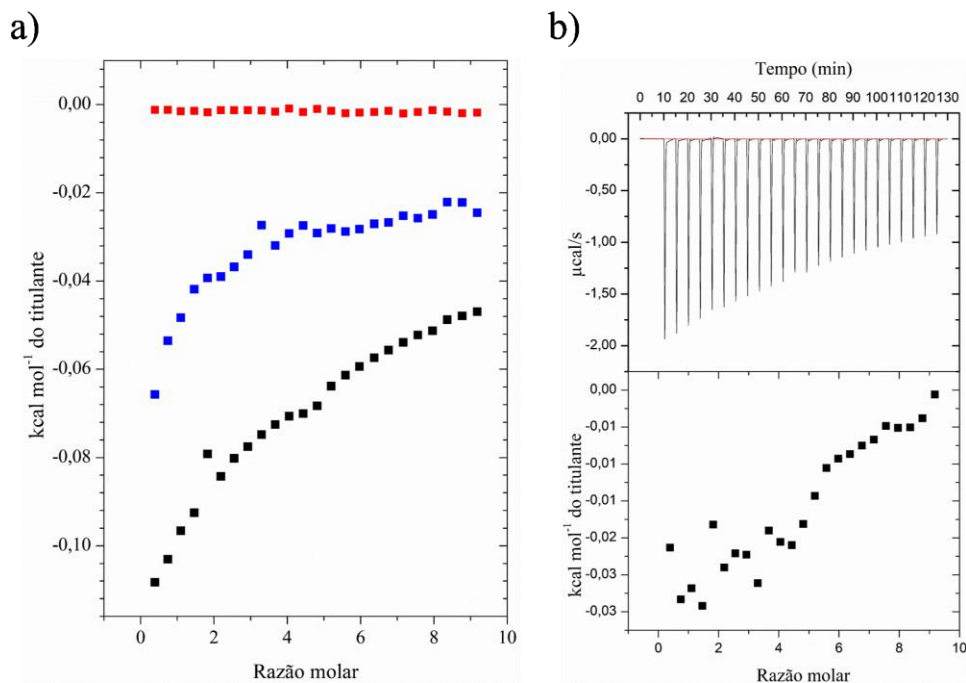 a)
0,00
-0,02
-0,04
-0,06
-0,08
-0,10
kcal mol⁻¹ do titulante
0 2 4 6 8 10
Razão molar
b)
Tempo (min)
0 10 20 30 40 50 60 70 80 90 100 110 120 130
0,00
-0,50
-1,00
-1,50
-2,00
µcal/s
0,00
-0,01
-0,01
-0,02
-0,03
-0,03
kcal mol⁻¹ do titulante
0 2 4 6 8 10
Razão molar